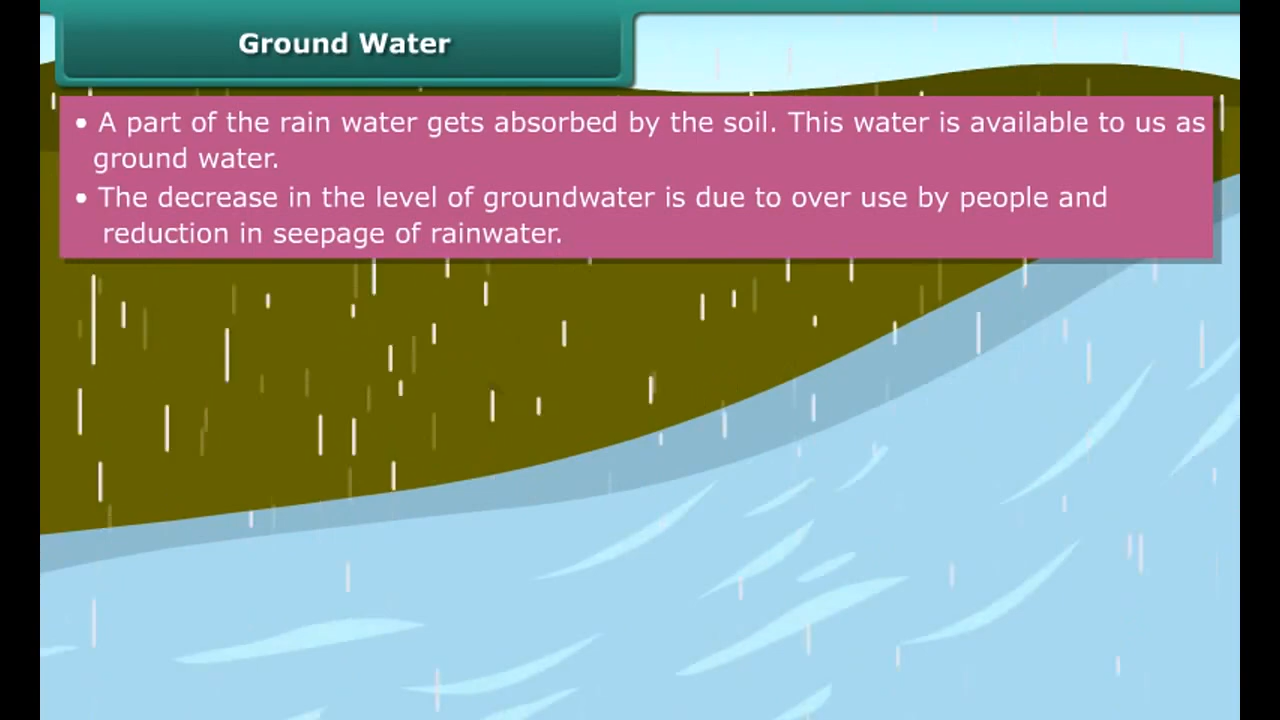 Ground Water
• A part of the rain water gets absorbed by the soil. This water is available to us as
ground water.
• The decrease in the level of groundwater is due to over use by people and
reduction in seepage of rainwater.